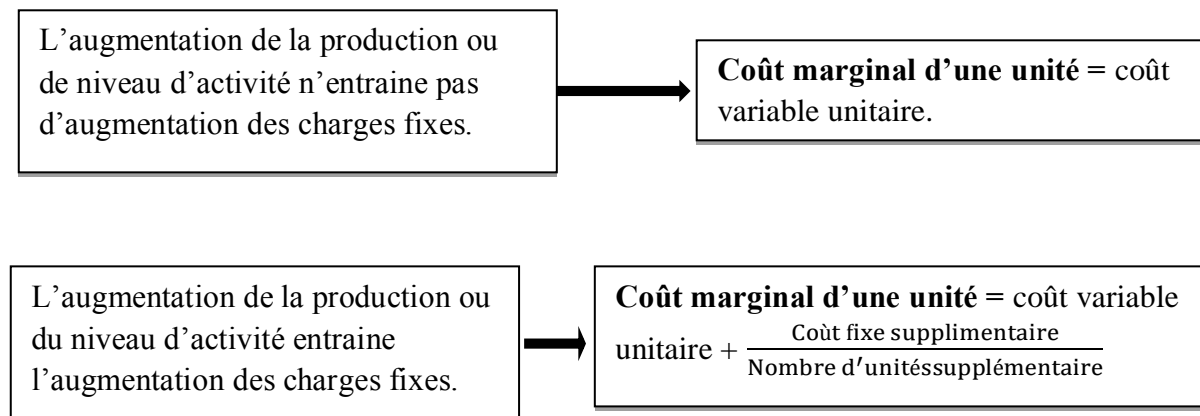 L’augmentation de la production ou
de niveau d’activité n’entraine pas
d’augmentation des charges fixes.
Coût marginal d’une unité = coût
variable unitaire.
L’augmentation de la production ou
du niveau d’activité entraine
l’augmentation des charges fixes.
Coût marginal d’une unité = coût variable
unitaire + Coùt fixe supplimentaire
Nombre d′unitéssupplémentaire